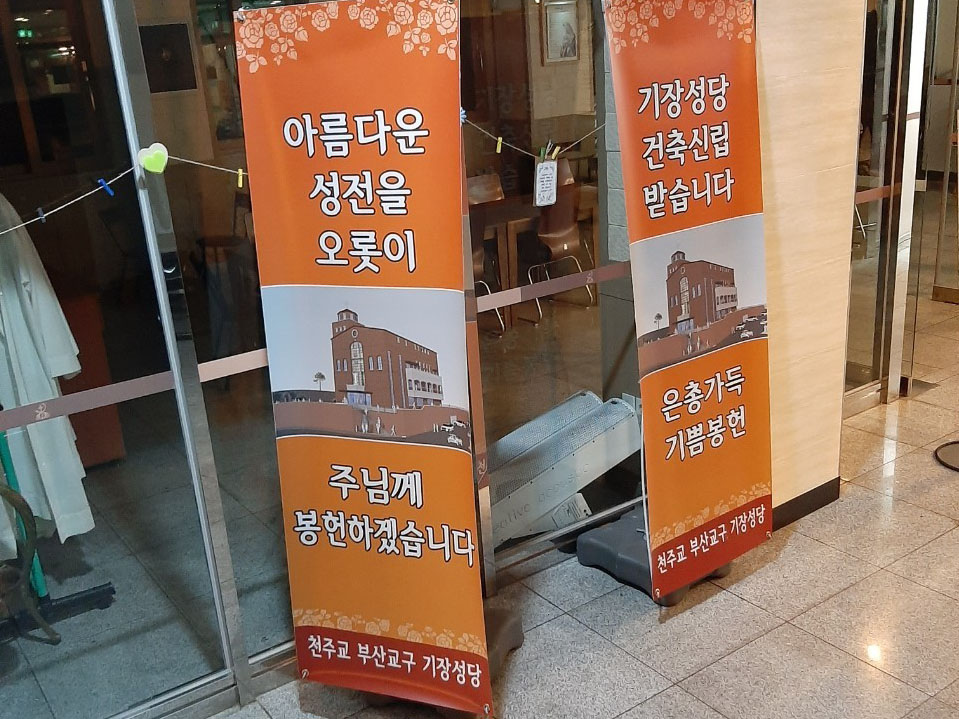 아름다운
성전을
오롯이
주님께
봉헌하겠습니다
천주교 부산교구 기장성당
기장성당
건축신립
받습니다
은총가득
기쁨봉헌
천주교 부산교구 기장성당